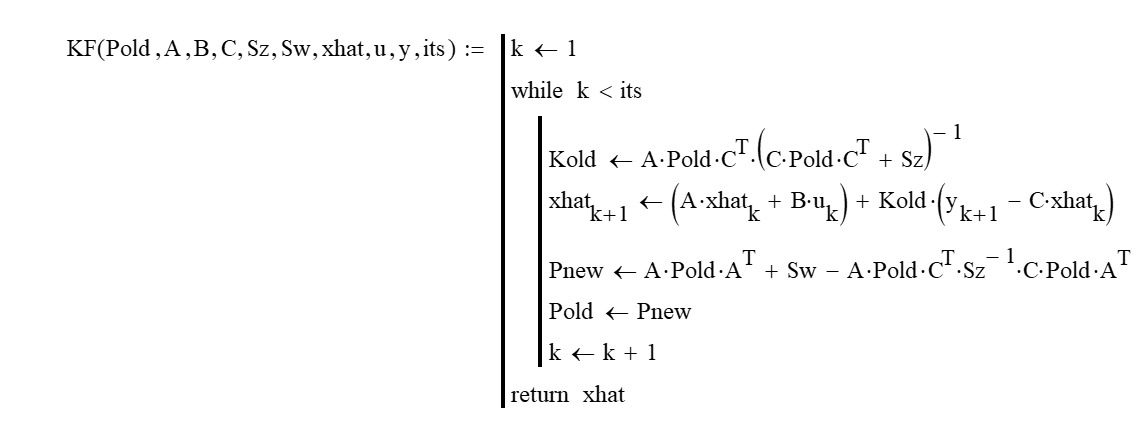 KF(Pold,A,B,C,Sz,Sw,xhat,u,y,its) := k ← 1
while k < its
Kold ← A·Pold·C^T·(C·Pold·C^T + Sz)^−1
xhat_k+1 ← (A·xhat_k + B·u_k) + Kold·(y_k+1 − C·xhat_k)
Pnew ← A·Pold·A^T + Sw − A·Pold·C^T·Sz^−1·C·Pold·A^T
Pold ← Pnew
k ← k + 1
return xhat